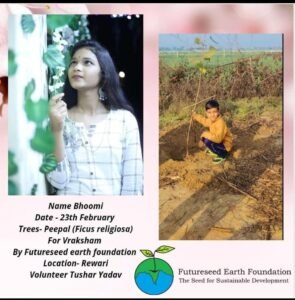 Name Bhoomi
Date - 23th February
Trees- Peepal (Ficus religiosa)
For Vraksham
By Futureseed earth foundation
Location- Rewari
Volunteer Tushar Yadav
Futureseed Earth Foundation
The Seed for Sustainable Development